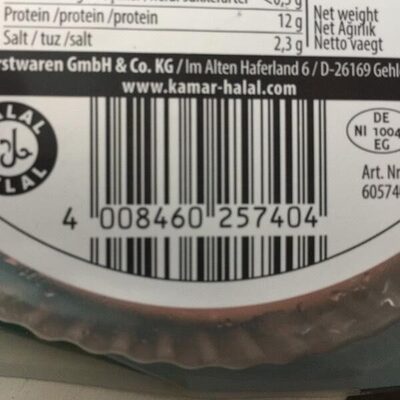 Protein /protein /protein 12 g
Salt / tuz /salt 2,3 g
Net weight
Net Ağirlik
Netto vægt
rstwaren GmbH & Co. KG / Im Alten Haferland 6 / D-26169 Gehl
www.kamar-halal.com
HALAL
حلال
HALAL
DE
NI 1004
EG
Art. Nr
60574
4 008460 257404